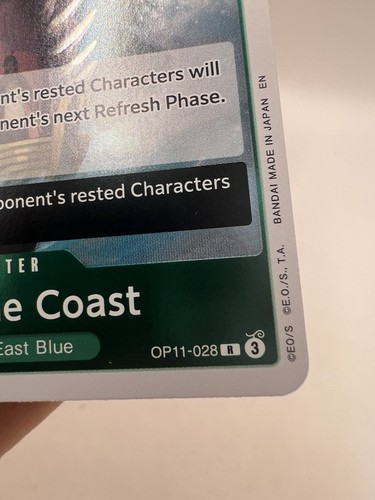 nt's rested Characters will
nent's next Refresh Phase.
ponent's rested Characters
TER
e Coast
East Blue
OP11-028 R 3
©EO/S ©E.O./S., T.A. BANDAI MADE IN JAPAN EN